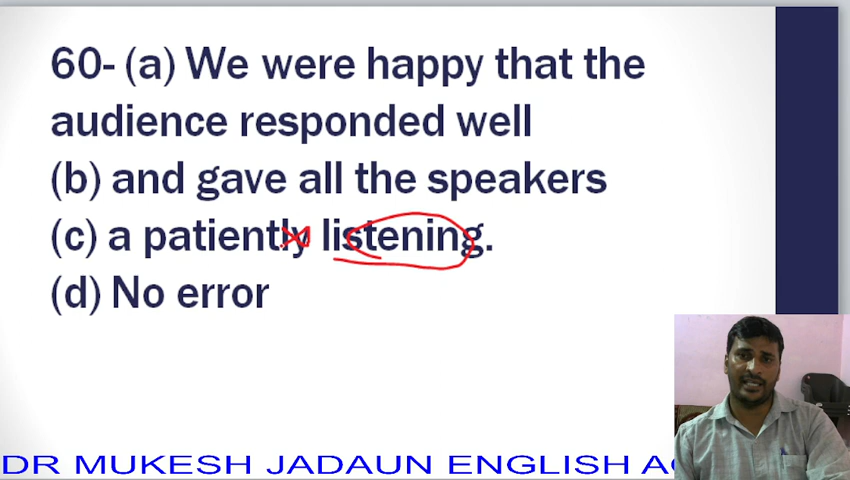 60- (a) We were happy that the
audience responded well
(b) and gave all the speakers
(c) a patiently listening.
(d) No error
DR MUKESH JADAUN ENGLISH